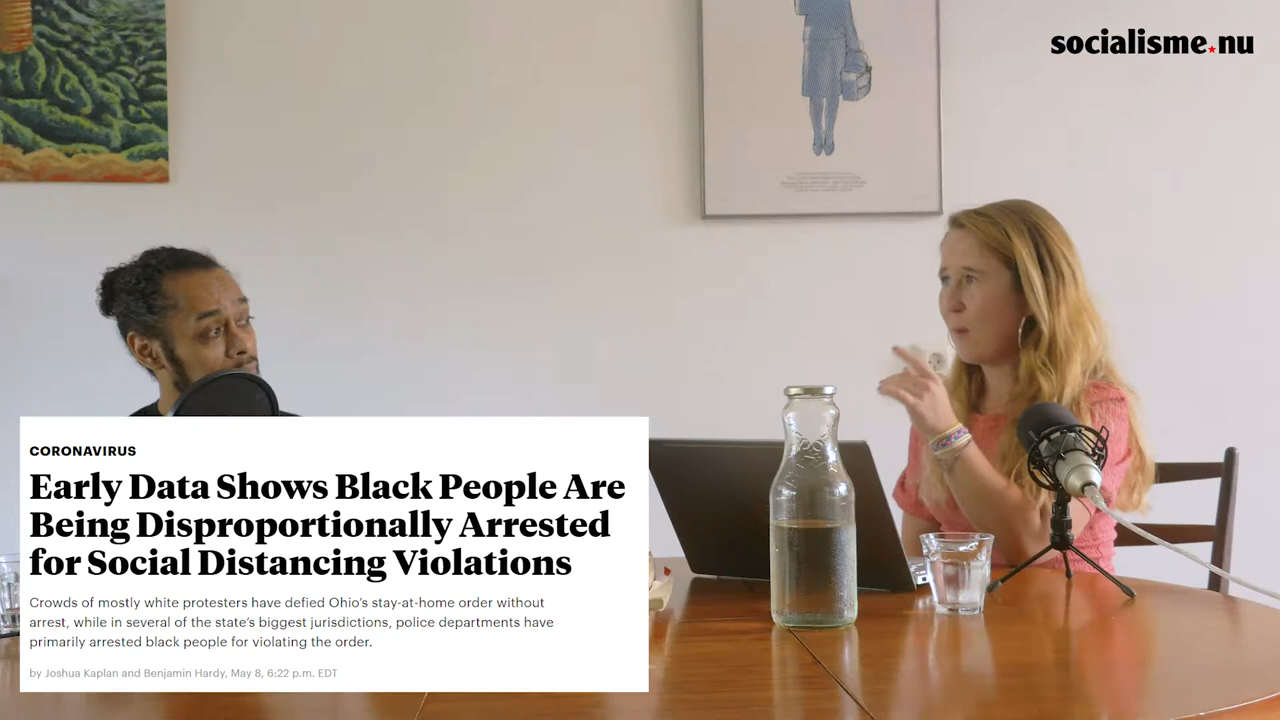 socialisme.nu
CORONAVIRUS
Early Data Shows Black People Are
Being Disproportionally Arrested
for Social Distancing Violations
Crowds of mostly white protesters have defied Ohio's stay-at-home order without
arrest, while in several of the state's biggest jurisdictions, police departments have
primarily arrested black people for violating the order.
by Joshua Kaplan and Benjamin Hardy, May 8, 6:22 p.m. EDT